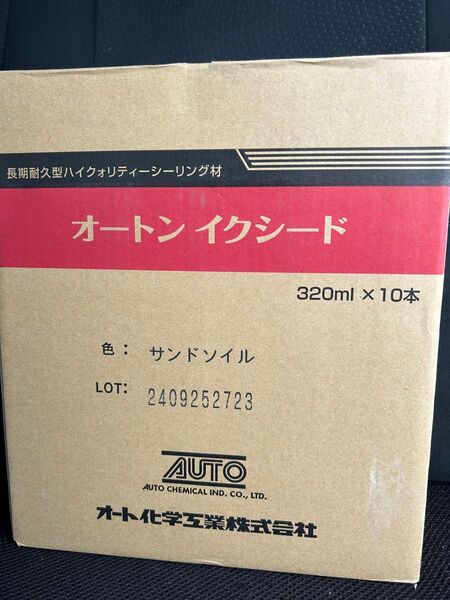 長期耐久型ハイクォリティーシーリング材
オートン イクシード
320ml×10本
色： サンドソイル
LOT： 2409252723
AUTO
AUTO CHEMICAL IND. CO., LTD.
オート化学工業株式会社